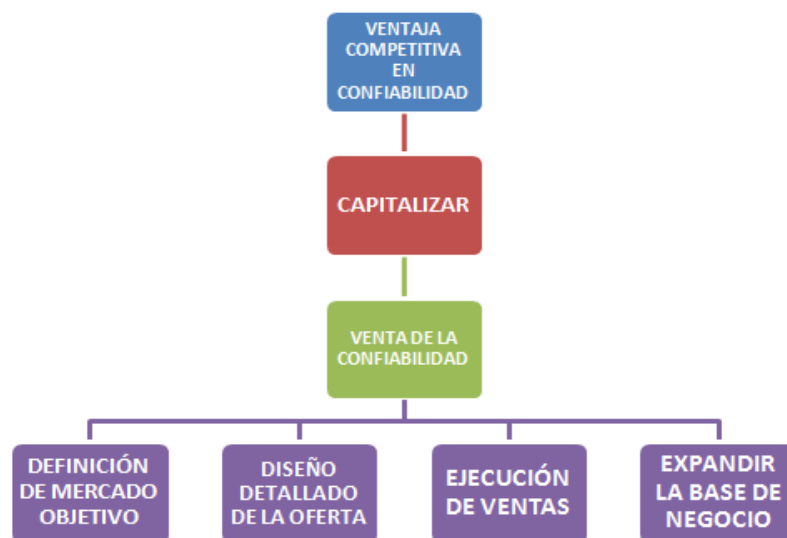 VENTAJA
COMPETITIVA
EN
CONFIABILIDAD
CAPITALIZAR
VENTA DE LA
CONFIABILIDAD
DEFINICIÓN
DE MERCADO
OBJETIVO
DISEÑO
DETALLADO
DE LA OFERTA
EJECUCIÓN
DE VENTAS
EXPANDIR
LA BASE DE
NEGOCIO